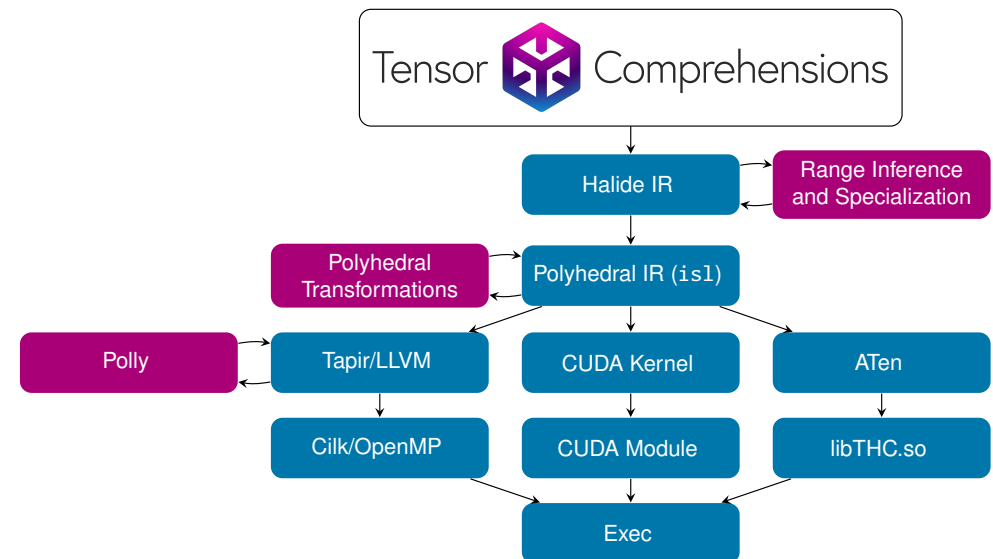 Tensor Comprehensions
Halide IR
Range Inference
and Specialization
Polyhedral
Transformations
Polyhedral IR (isl)
Polly
Tapir/LLVM
CUDA Kernel
ATen
Cilk/OpenMP
CUDA Module
libTHC.so
Exec